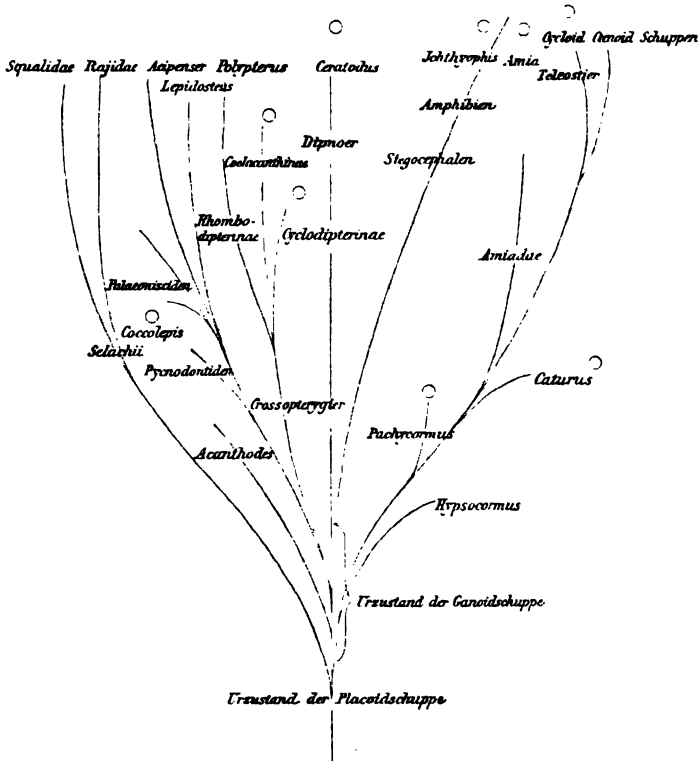 Cycloid Ctenoid Schuppen
Ichthyophis Amia
Squalidae Rajidae Acipenser Polypterus Ceratodus
Teleostier
Lepidosteus
Amphibien
Dipnoer
Coelacanthinae
Stegocephalen
Rhombo-
dipterinae
Cyclodipterinae
Amiadae
Palaeonisciden
Coccolepis
Selachii
Pycnodontiden
Caturus
Crossopterygier
Pachycormus
Acanthodes
Hypsocormus
Urzustand der Ganoidschuppe
Urzustand der Placoidschuppe